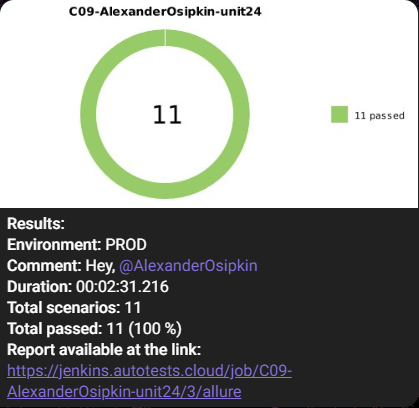 C09-AlexanderOsipkin-unit24
11
11 passed
Results:
Environment: PROD
Comment: Hey, @AlexanderOsipkin
Duration: 00:02:31.216
Total scenarios: 11
Total passed: 11 (100 %)
Report available at the link:
https://jenkins.autotests.cloud/job/C09-
AlexanderOsipkin-unit24/3/allure